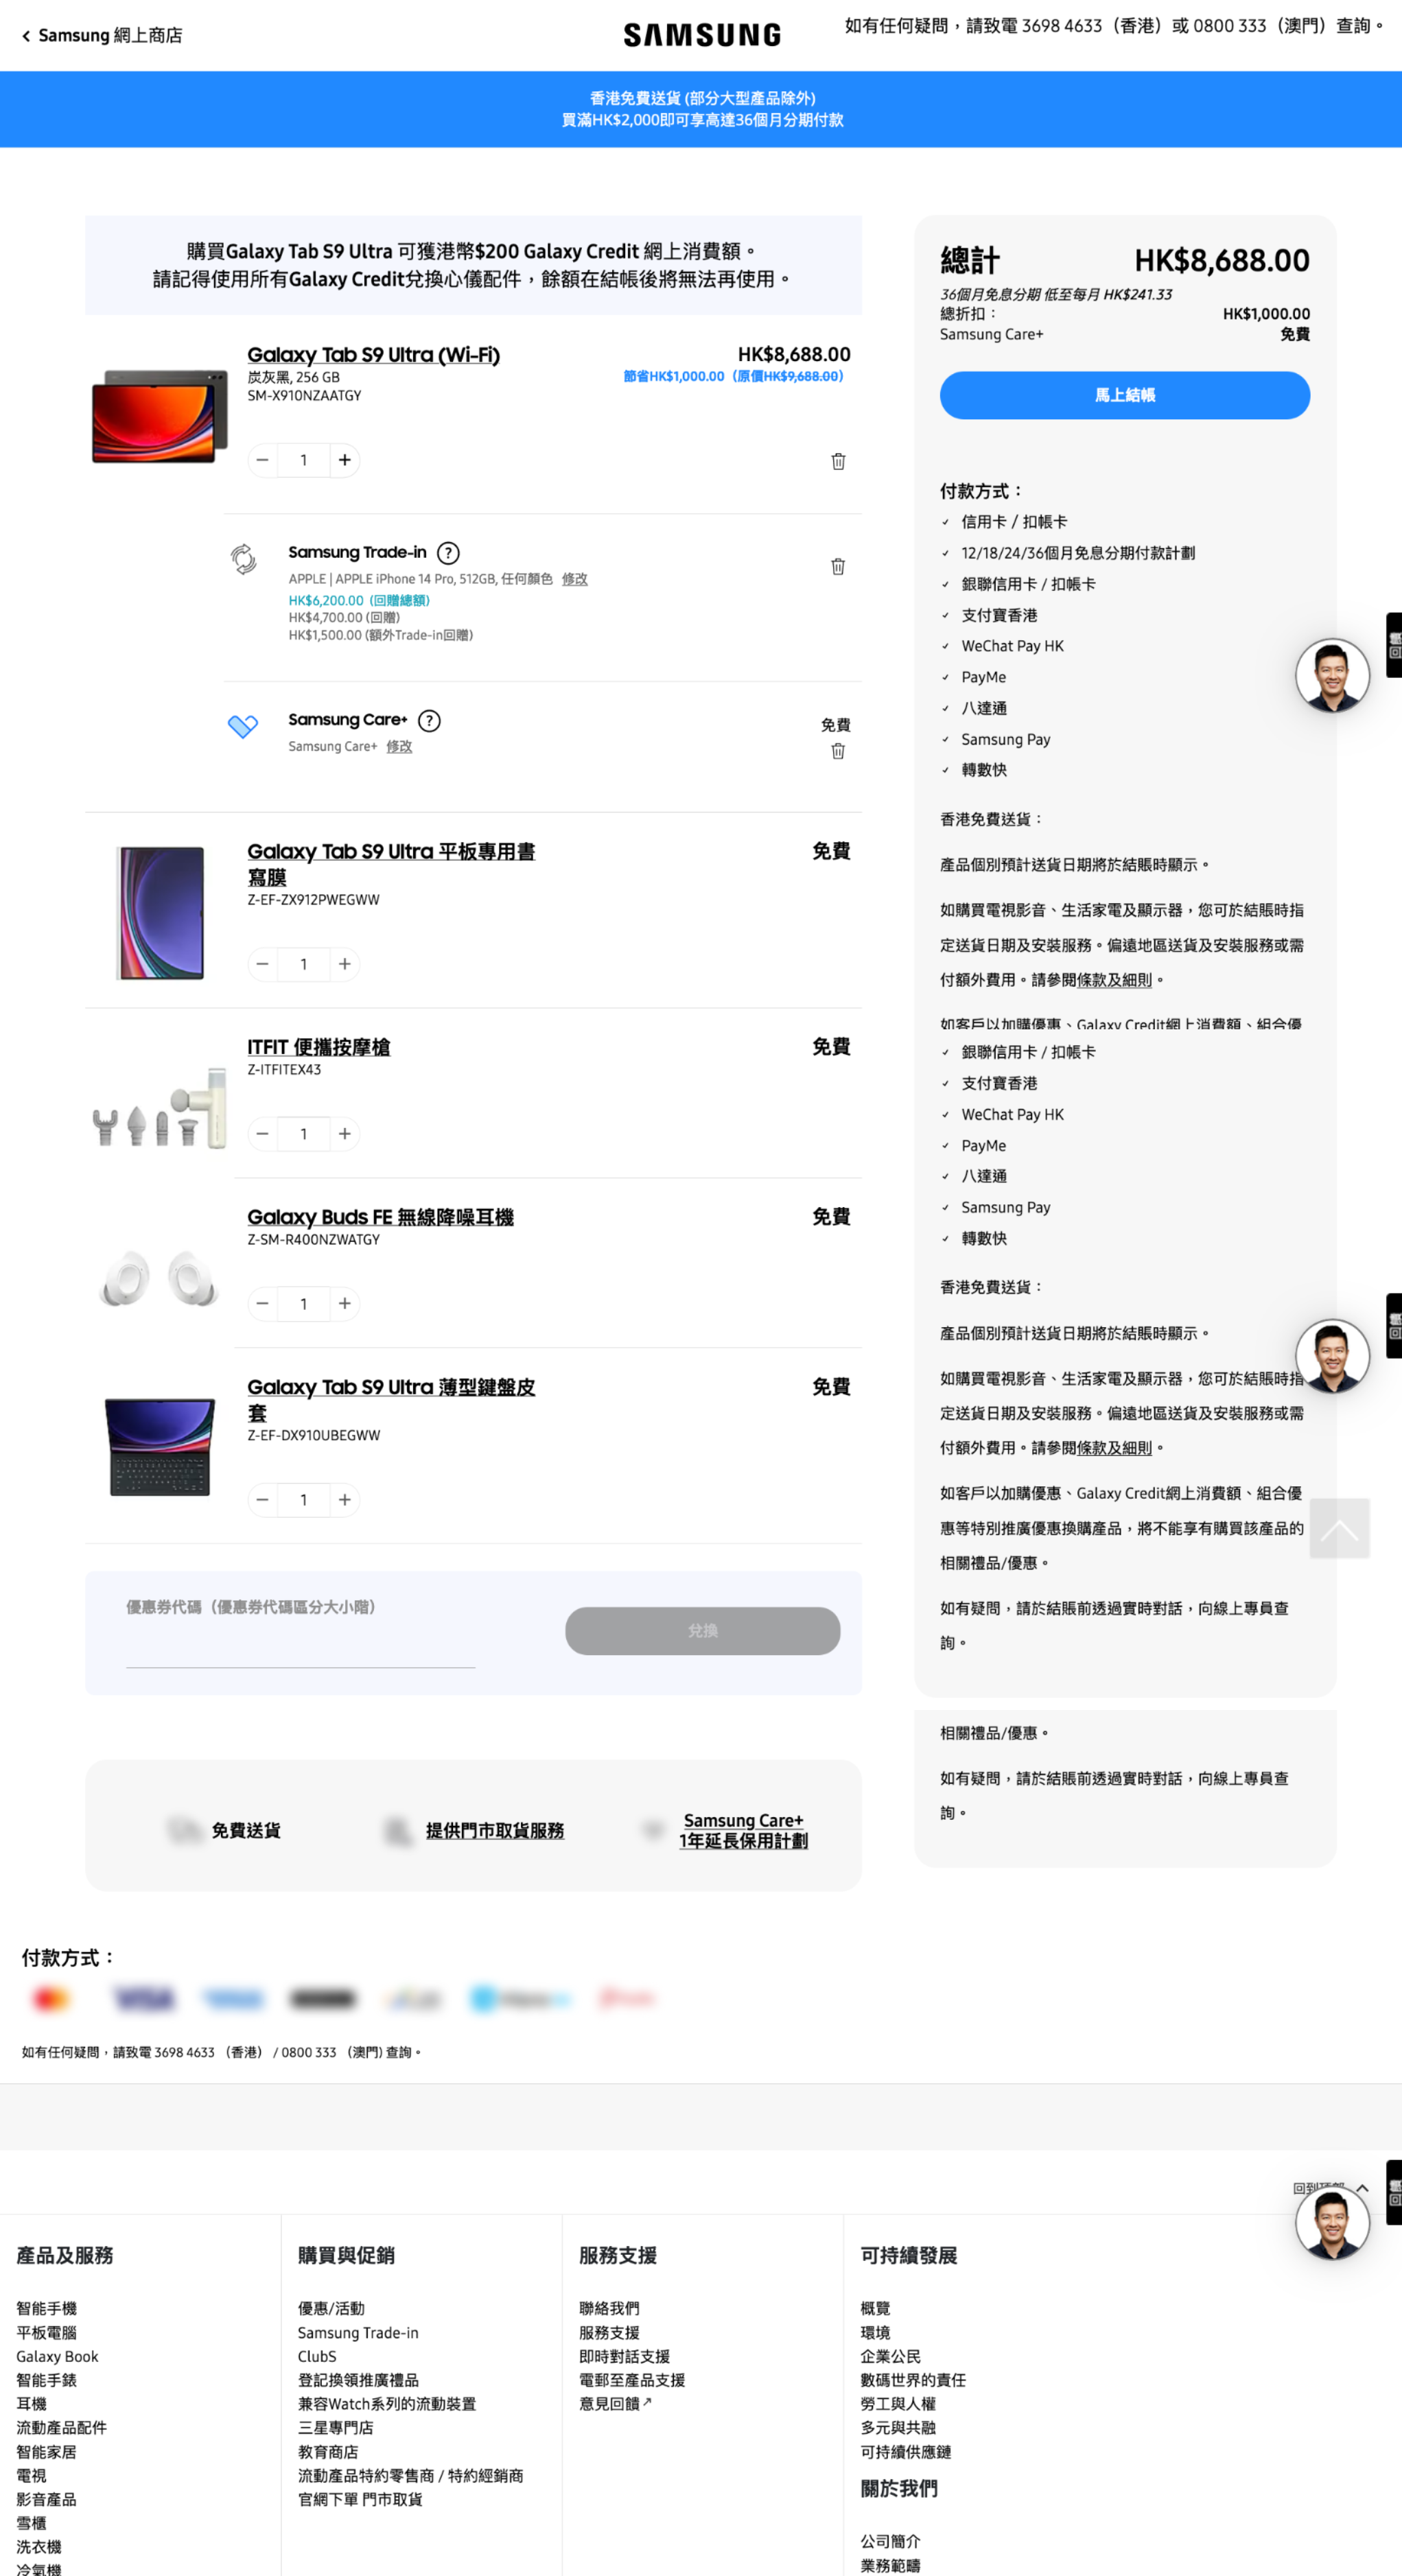 Samsung 網上商店
SAMSUNG
如有任何疑問，請致電 3698 4633（香港）或 0800 333（澳門）查詢。
香港免費送貨 (部分大型產品除外)
買滿HK$2,000即可享高達36個月分期付款
購買Galaxy Tab S9 Ultra 可獲港幣$200 Galaxy Credit 網上消費額。
請記得使用所有Galaxy Credit兌換心儀配件，餘額在結帳後將無法再使用。
Galaxy Tab S9 Ultra (Wi-Fi)
HK$8,688.00
炭灰黑, 256 GB
節省HK$1,000.00（原價HK$9,688.00）
SM-X910NZAATGY
1
Samsung Trade-in ?
APPLE | APPLE iPhone 14 Pro, 512GB, 任何顏色 修改
HK$6,200.00 (回贈總額)
HK$4,700.00 (回贈)
HK$1,500.00 (額外Trade-in回贈)
Samsung Care+ ?
免費
Samsung Care+ 修改
Galaxy Tab S9 Ultra 平板專用書
寫膜
免費
Z-EF-ZX912PWEGWW
1
ITFIT 便攜按摩槍
免費
Z-ITFITEX43
1
Galaxy Buds FE 無線降噪耳機
免費
Z-SM-R400NZWATGY
1
Galaxy Tab S9 Ultra 薄型鍵盤皮
套
免費
Z-EF-DX910UBEGWW
1
優惠券代碼（優惠券代碼區分大小階）
兌換
免費送貨
提供門市取貨服務
Samsung Care+
1年延長保用計劃
總計
HK$8,688.00
36個月免息分期 低至每月 HK$241.33
總折扣：
HK$1,000.00
Samsung Care+
免費
馬上結帳
付款方式：
信用卡 / 扣帳卡
12/18/24/36個月免息分期付款計劃
銀聯信用卡 / 扣帳卡
支付寶香港
WeChat Pay HK
PayMe
八達通
Samsung Pay
轉數快
香港免費送貨：
產品個別預計送貨日期將於結賬時顯示。
如購買電視影音、生活家電及顯示器，您可於結賬時指
定送貨日期及安裝服務。偏遠地區送貨及安裝服務或需
付額外費用。請參閱條款及細則。
如客戶以加購優惠、Galaxy Credit網上消費額、組合優
銀聯信用卡 / 扣帳卡
支付寶香港
WeChat Pay HK
PayMe
八達通
Samsung Pay
轉數快
香港免費送貨：
產品個別預計送貨日期將於結賬時顯示。
如購買電視影音、生活家電及顯示器，您可於結賬時指
定送貨日期及安裝服務。偏遠地區送貨及安裝服務或需
付額外費用。請參閱條款及細則。
如客戶以加購優惠、Galaxy Credit網上消費額、組合優
惠等特別推廣優惠換購產品，將不能享有購買該產品的
相關禮品/優惠。
如有疑問，請於結賬前透過實時對話，向線上專員查
詢。
相關禮品/優惠。
如有疑問，請於結賬前透過實時對話，向線上專員查
詢。
付款方式：
VISA
如有任何疑問，請致電 3698 4633 （香港） / 0800 333 （澳門) 查詢。
產品及服務
智能手機
平板電腦
Galaxy Book
智能手錶
耳機
流動產品配件
智能家居
電視
影音產品
雪櫃
洗衣機
冷氣機
購買與促銷
優惠/活動
Samsung Trade-in
ClubS
登記換領推廣禮品
兼容Watch系列的流動裝置
三星專門店
教育商店
流動產品特約零售商 / 特約經銷商
官網下單 門市取貨
服務支援
聯絡我們
服務支援
即時對話支援
電郵至產品支援
意見回饋
可持續發展
概覽
環境
企業公民
數碼世界的責任
勞工與人權
多元與共融
可持續供應鏈
關於我們
公司簡介
業務範疇